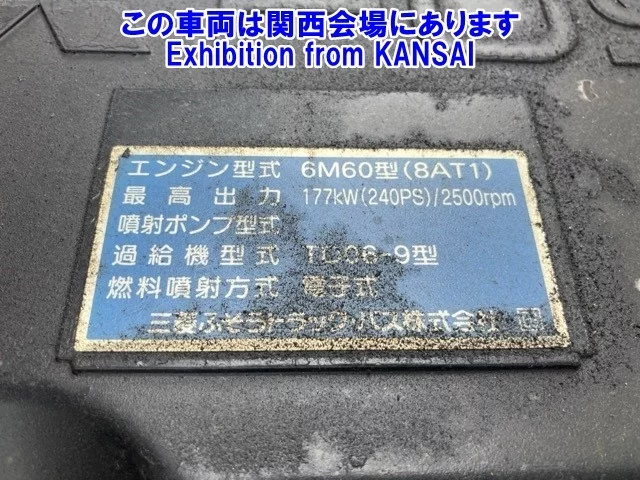 この車両は関西会場にあります
Exhibition from KANSAI
エンジン型式 6M60型(8AT1)
最高出力 177kW(240PS)/2500rpm
噴射ポンプ型式
過給機型式 TD06-9型
燃料噴射方式 電子式
三菱ふそうトラック・バス株式会社